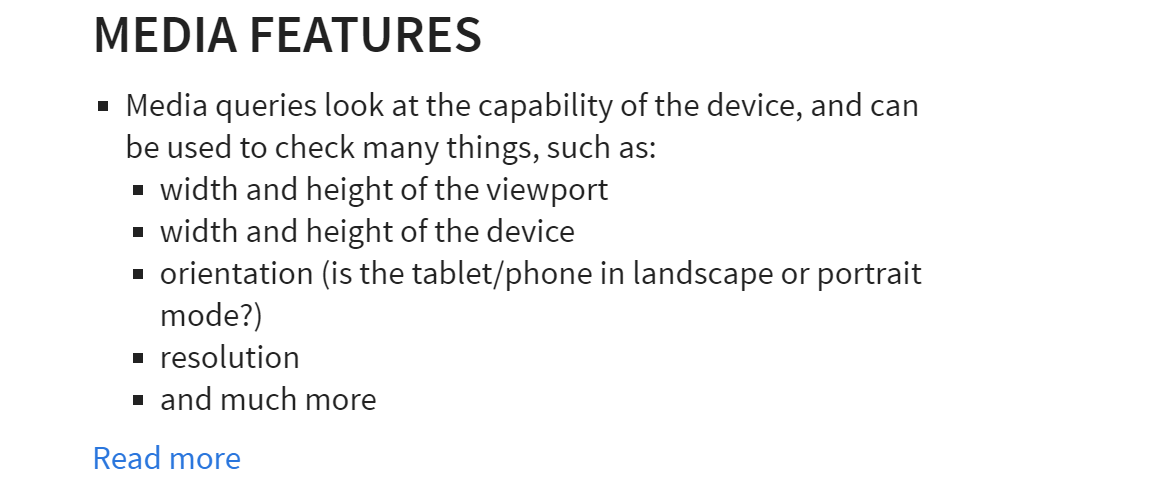 MEDIA FEATURES
▪ Media queries look at the capability of the device, and can
be used to check many things, such as:
▪ width and height of the viewport
▪ width and height of the device
▪ orientation (is the tablet/phone in landscape or portrait
mode?)
▪ resolution
▪ and much more
Read more